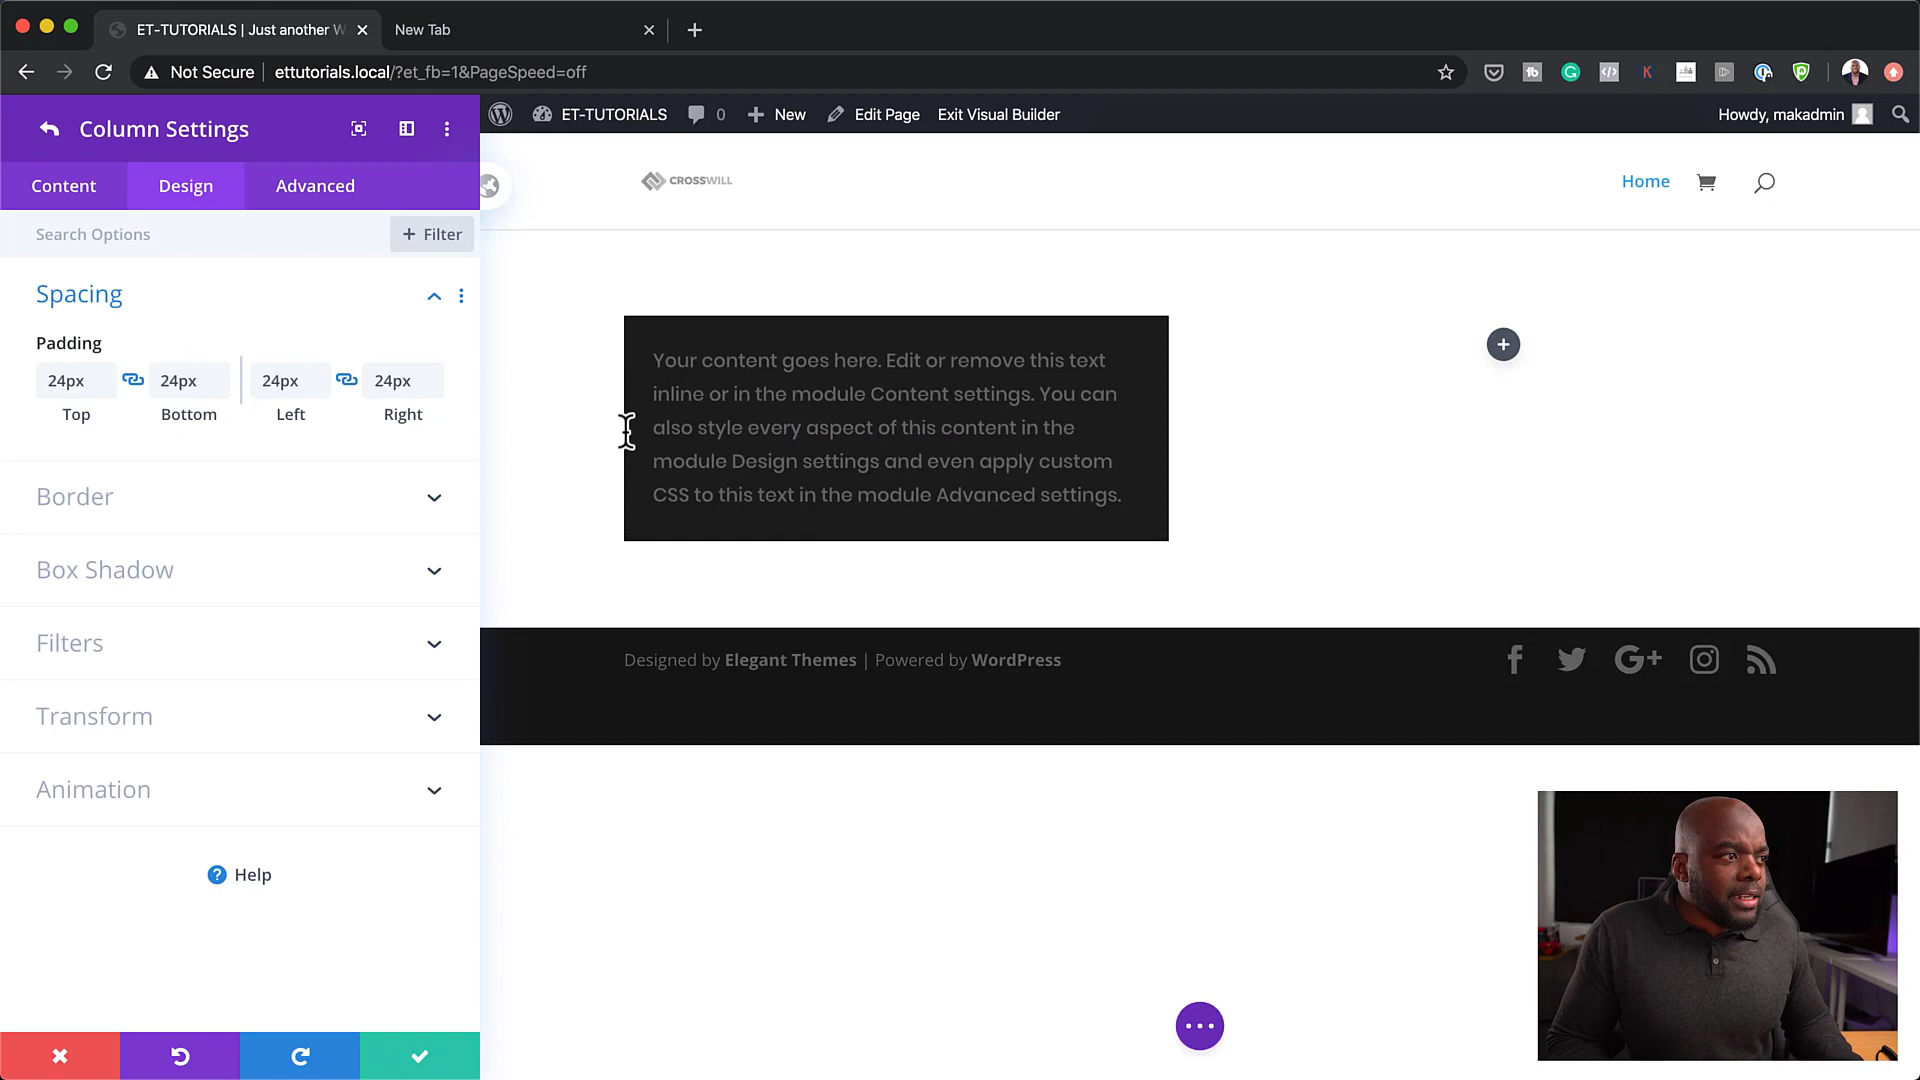 ET-TUTORIALS | Just another W
New Tab
Not Secure
ettutorials.local/?et_fb=1&PageSpeed=off
Column Settings
ET-TUTORIALS
0
New
Edit Page
Exit Visual Builder
Howdy, makadmin
Content
Design
Advanced
CROSSWILL
Home
Search Options
+ Filter
Spacing
Padding
24px
24px
24px
24px
Top
Bottom
Left
Right
Your content goes here. Edit or remove this text
inline or in the module Content settings. You can
also style every aspect of this content in the
module Design settings and even apply custom
CSS to this text in the module Advanced settings.
Border
Box Shadow
Filters
Transform
Animation
Help
Designed by Elegant Themes | Powered by WordPress